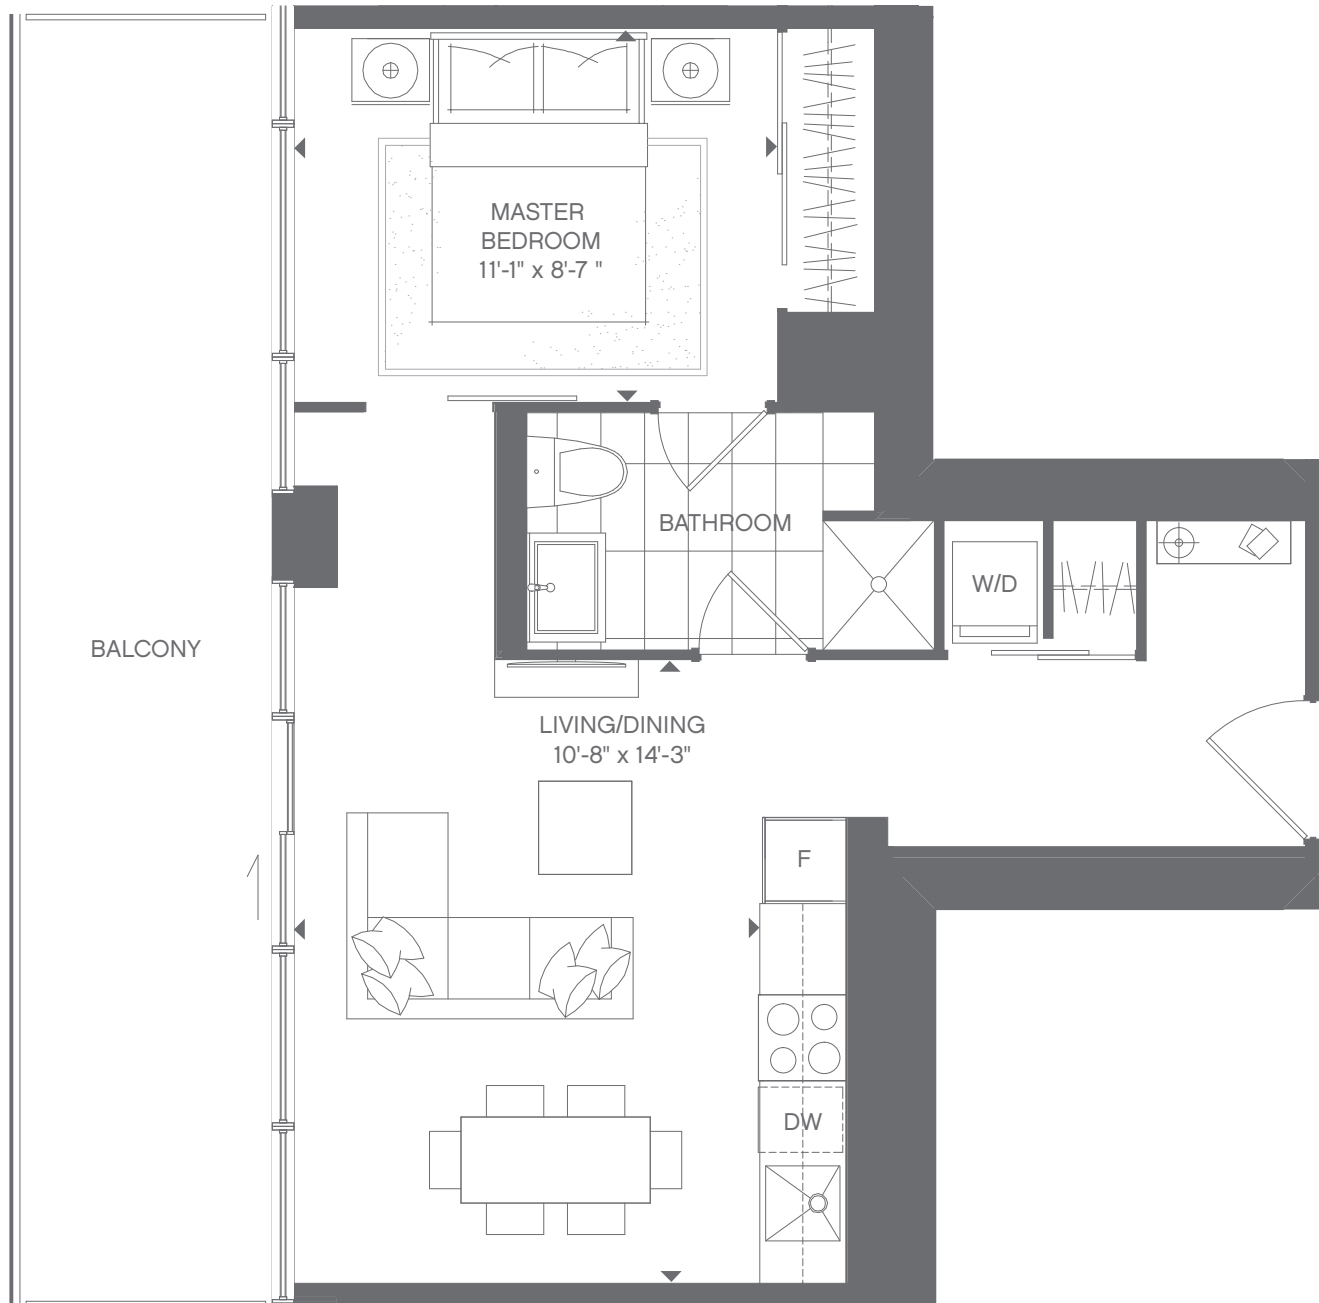 MASTER
BEDROOM
11'-1" x 8'-7 "
BATHROOM
W/D
BALCONY
LIVING/DINING
10'-8" x 14'-3"
F
DW